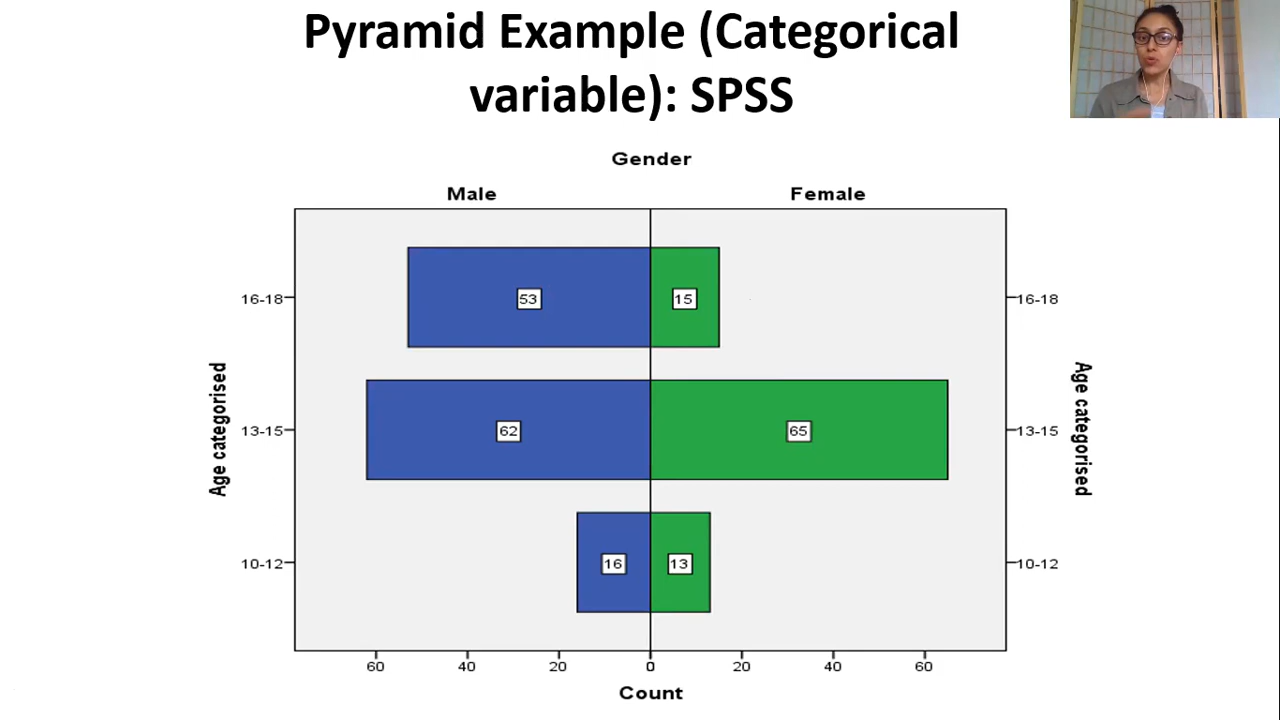 Pyramid Example (Categorical
variable): SPSS
Gender
Male Female
16-18 53 15 16-18
Age categorised Age categorised
13-15 62 65 13-15
10-12 16 13 10-12
60 40 20 0 20 40 60
Count